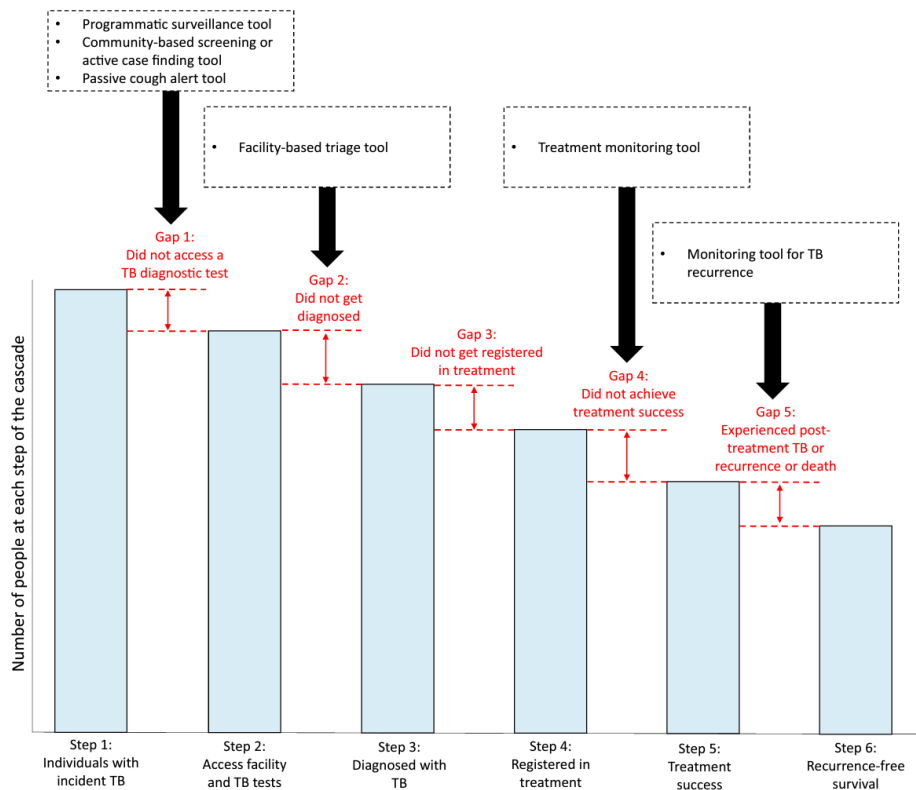 • Programmatic surveillance tool
• Community-based screening or
active case finding tool
• Passive cough alert tool
• Facility-based triage tool
• Treatment monitoring tool
• Monitoring tool for TB
recurrence
Gap 1:
Did not access a
TB diagnostic test
Gap 2:
Did not get
diagnosed
Gap 3:
Did not get registered
in treatment
Gap 4:
Did not achieve
treatment success
Gap 5:
Experienced post-
treatment TB or
recurrence or death
Number of people at each step of the cascade
Step 1:
Individuals with
incident TB
Step 2:
Access facility
and TB tests
Step 3:
Diagnosed with
TB
Step 4:
Registered in
treatment
Step 5:
Treatment
success
Step 6:
Recurrence-free
survival